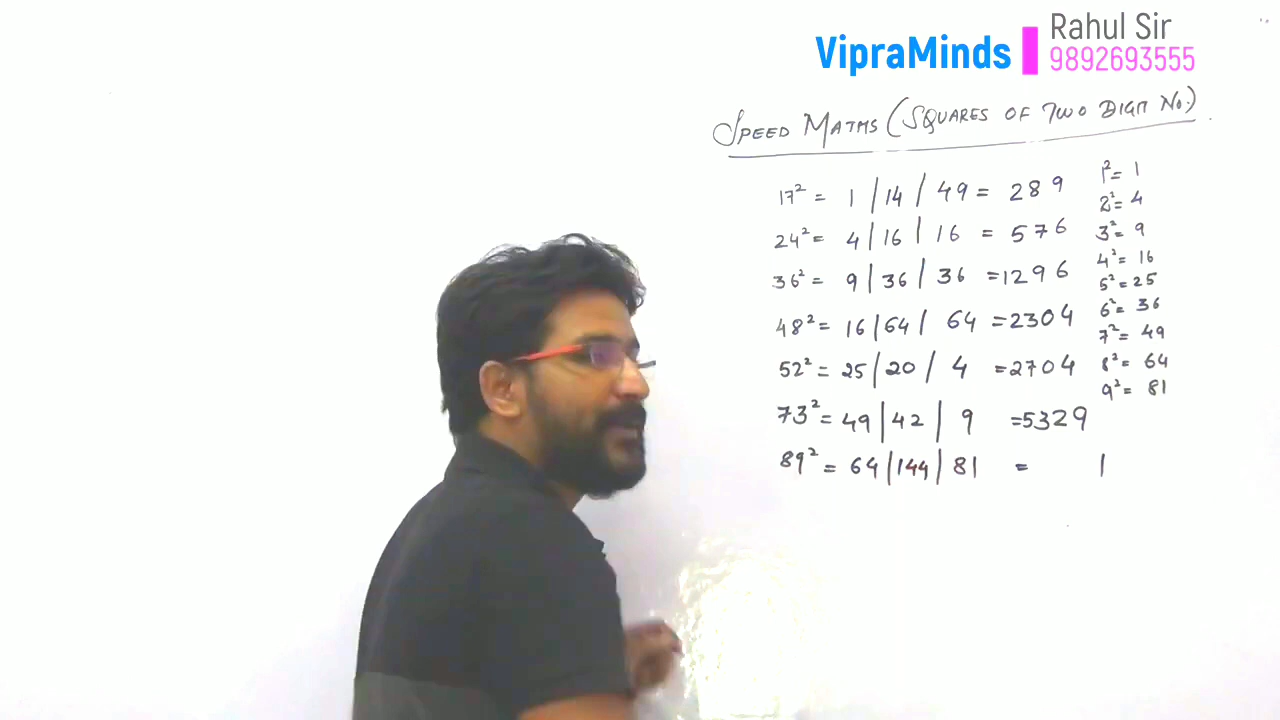 VipraMinds
Rahul Sir
9892693555
SPEED MATHS (SQUARES OF TWO DIGIT NO.)
17² = 1 / 14 / 49 = 289
24² = 4 / 16 / 16 = 576
36² = 9 / 36 / 36 = 1296
48² = 16 / 64 / 64 = 2304
52² = 25 / 20 / 4 = 2704
73² = 49 / 42 / 9 = 5329
89² = 64 / 144 / 81 = 1
1² = 1
2² = 4
3² = 9
4² = 16
5² = 25
6² = 36
7² = 49
8² = 64
9² = 81